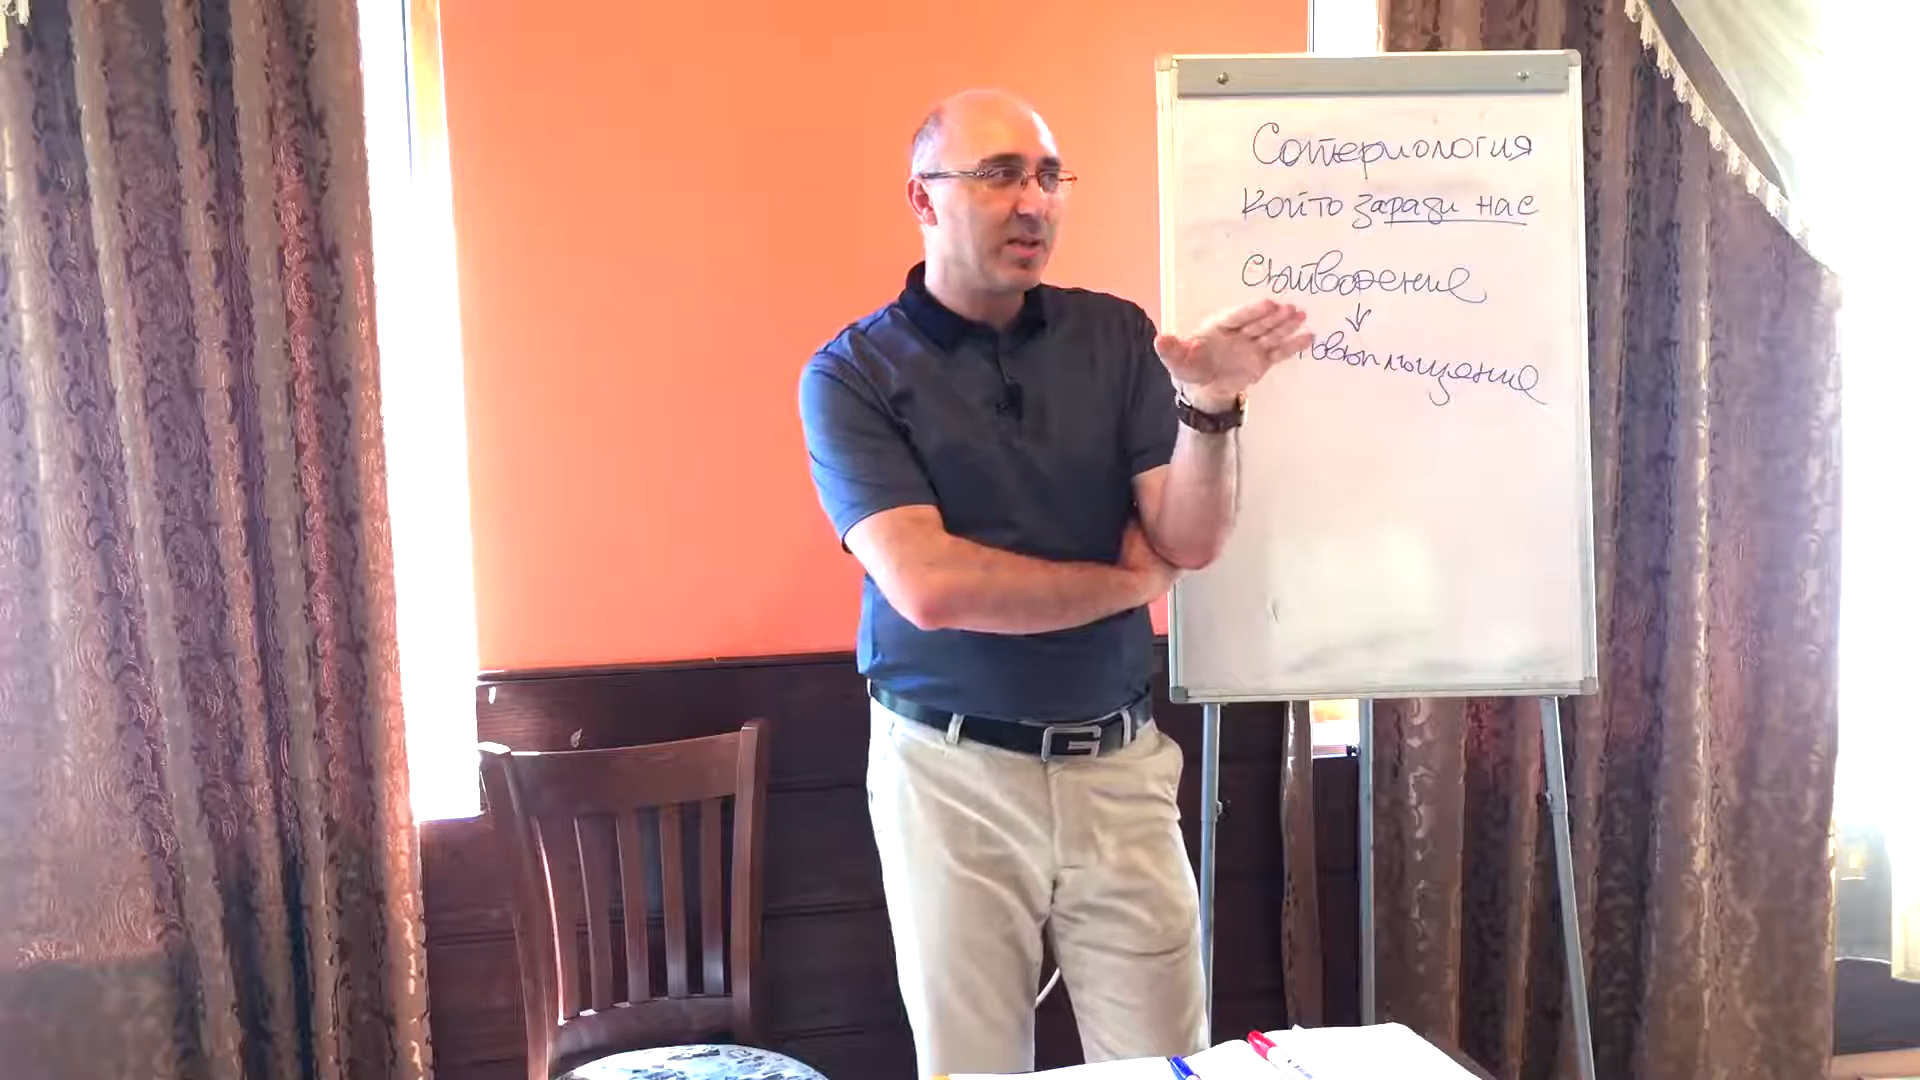 Сотериология
Който заради нас
Сътворение
↓